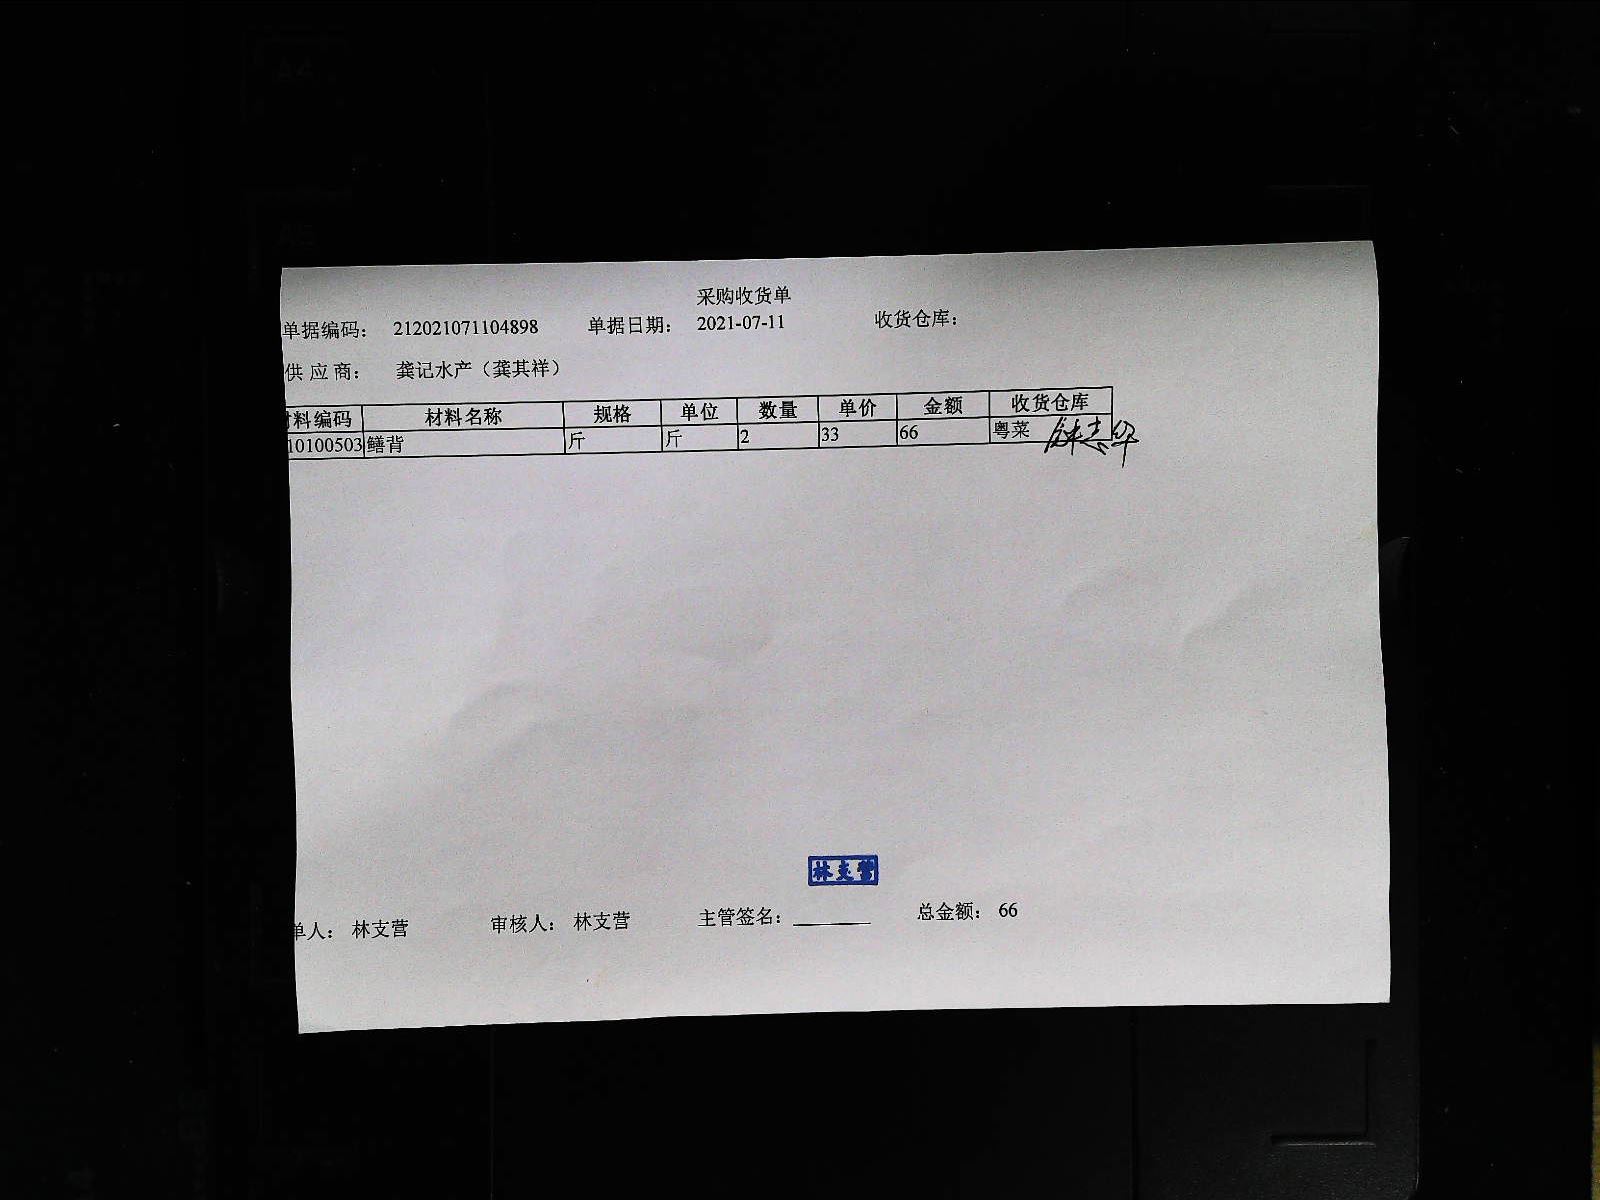 采购收货单
单据编码： 212021071104898 单据日期： 2021-07-11 收货仓库：
供应商： 龚记水产（龚其祥）
料编码 材料名称 规格 单位 数量 单价 金额 收货仓库
10100503 鳝背 斤 斤 2 33 66 粤菜
林支营
单人： 林支营 审核人： 林支营 主管签名： 总金额： 66